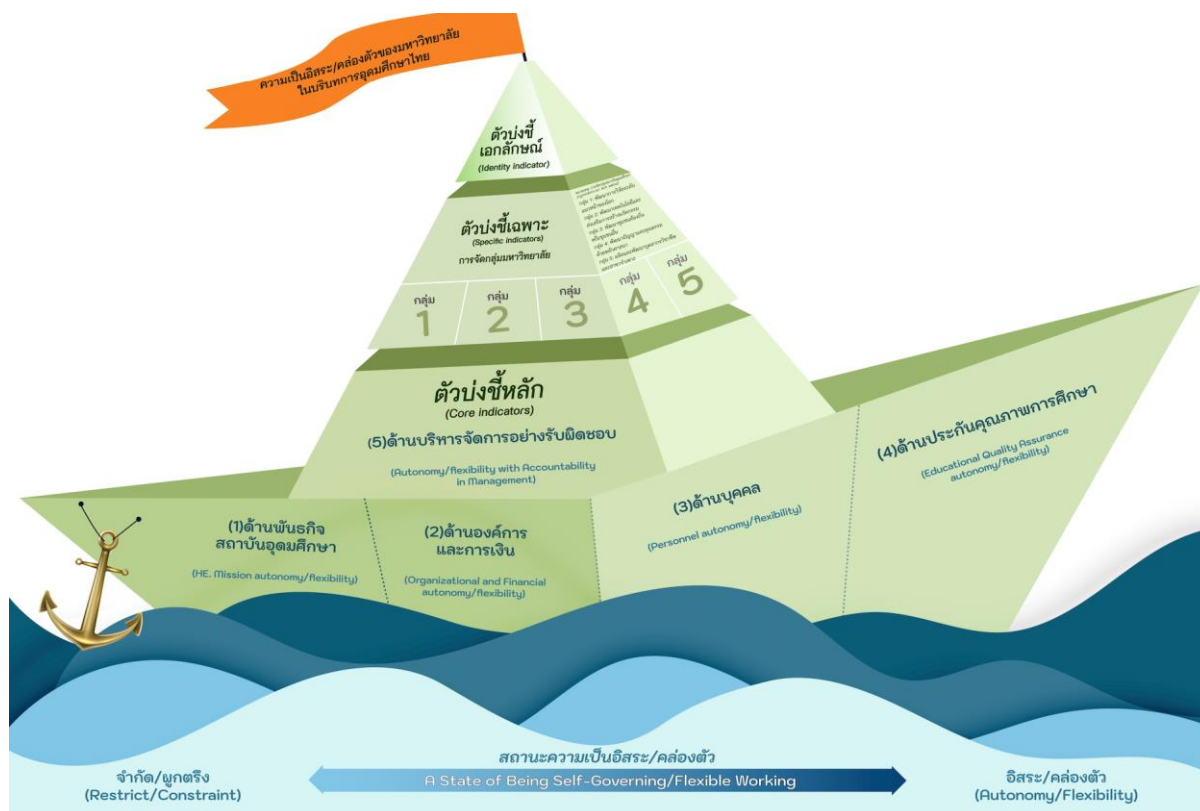 ความเป็นอิสระ/คล่องตัวของมหาวิทยาลัย
ในบริบทการอุดมศึกษาไทย
ตัวบ่งชี้
เอกลักษณ์
(Identity indicator)
ตัวบ่งชี้เฉพาะ
(Specific indicators)
การจัดกลุ่มมหาวิทยาลัย
กลุ่ม 1
กลุ่ม 2
กลุ่ม 3
กลุ่ม 4
กลุ่ม 5
ตัวบ่งชี้หลัก
(Core indicators)
(5)ด้านบริหารจัดการอย่างรับผิดชอบ
(Autonomy/flexibility with Accountability
in Management)
(1)ด้านพันธกิจ
สถาบันอุดมศึกษา
(HE. Mission autonomy/flexibility)
(2)ด้านองค์การ
และการเงิน
(Organizational and Financial
autonomy/flexibility)
(3)ด้านบุคคล
(Personnel autonomy/flexibility)
(4)ด้านประกันคุณภาพการศึกษา
(Educational Quality Assurance
autonomy/flexibility)
จำกัด/ผูกตรึง
(Restrict/Constraint)
สถานะความเป็นอิสระ/คล่องตัว
A State of Being Self-Governing/Flexible Working
อิสระ/คล่องตัว
(Autonomy/Flexibility)